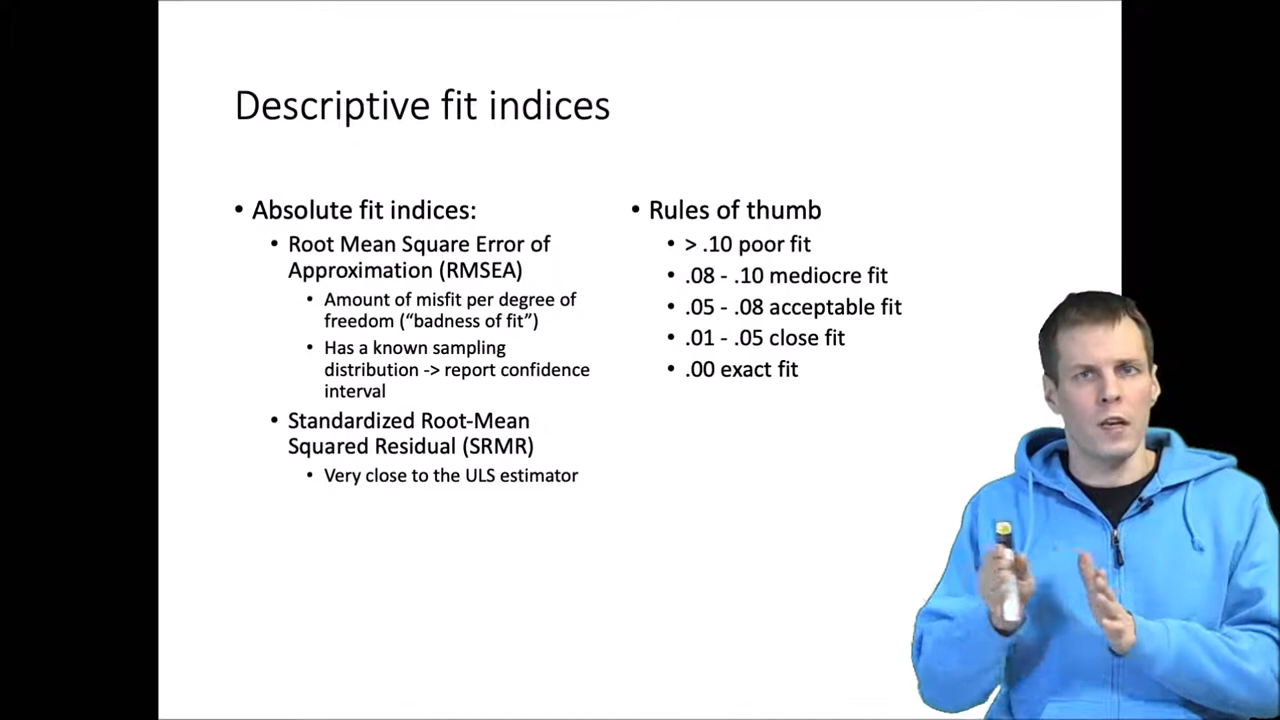 Descriptive fit indices
• Absolute fit indices:
• Root Mean Square Error of
Approximation (RMSEA)
• Amount of misfit per degree of
freedom (“badness of fit”)
• Has a known sampling
distribution -> report confidence
interval
• Standardized Root-Mean
Squared Residual (SRMR)
• Very close to the ULS estimator
• Rules of thumb
• > .10 poor fit
• .08 - .10 mediocre fit
• .05 - .08 acceptable fit
• .01 - .05 close fit
• .00 exact fit